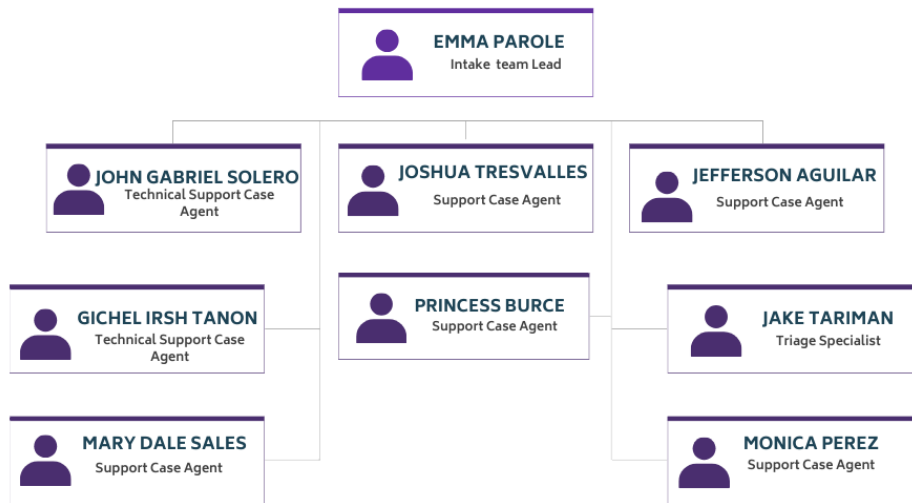 EMMA PAROLE
Intake team Lead
JOHN GABRIEL SOLERO
Technical Support Case
Agent
JOSHUA TRESVALLES
Support Case Agent
JEFFERSON AGUILAR
Support Case Agent
GICHEL IRSH TANON
Technical Support Case
Agent
PRINCESS BURCE
Support Case Agent
JAKE TARIMAN
Triage Specialist
MARY DALE SALES
Support Case Agent
MONICA PEREZ
Support Case Agent